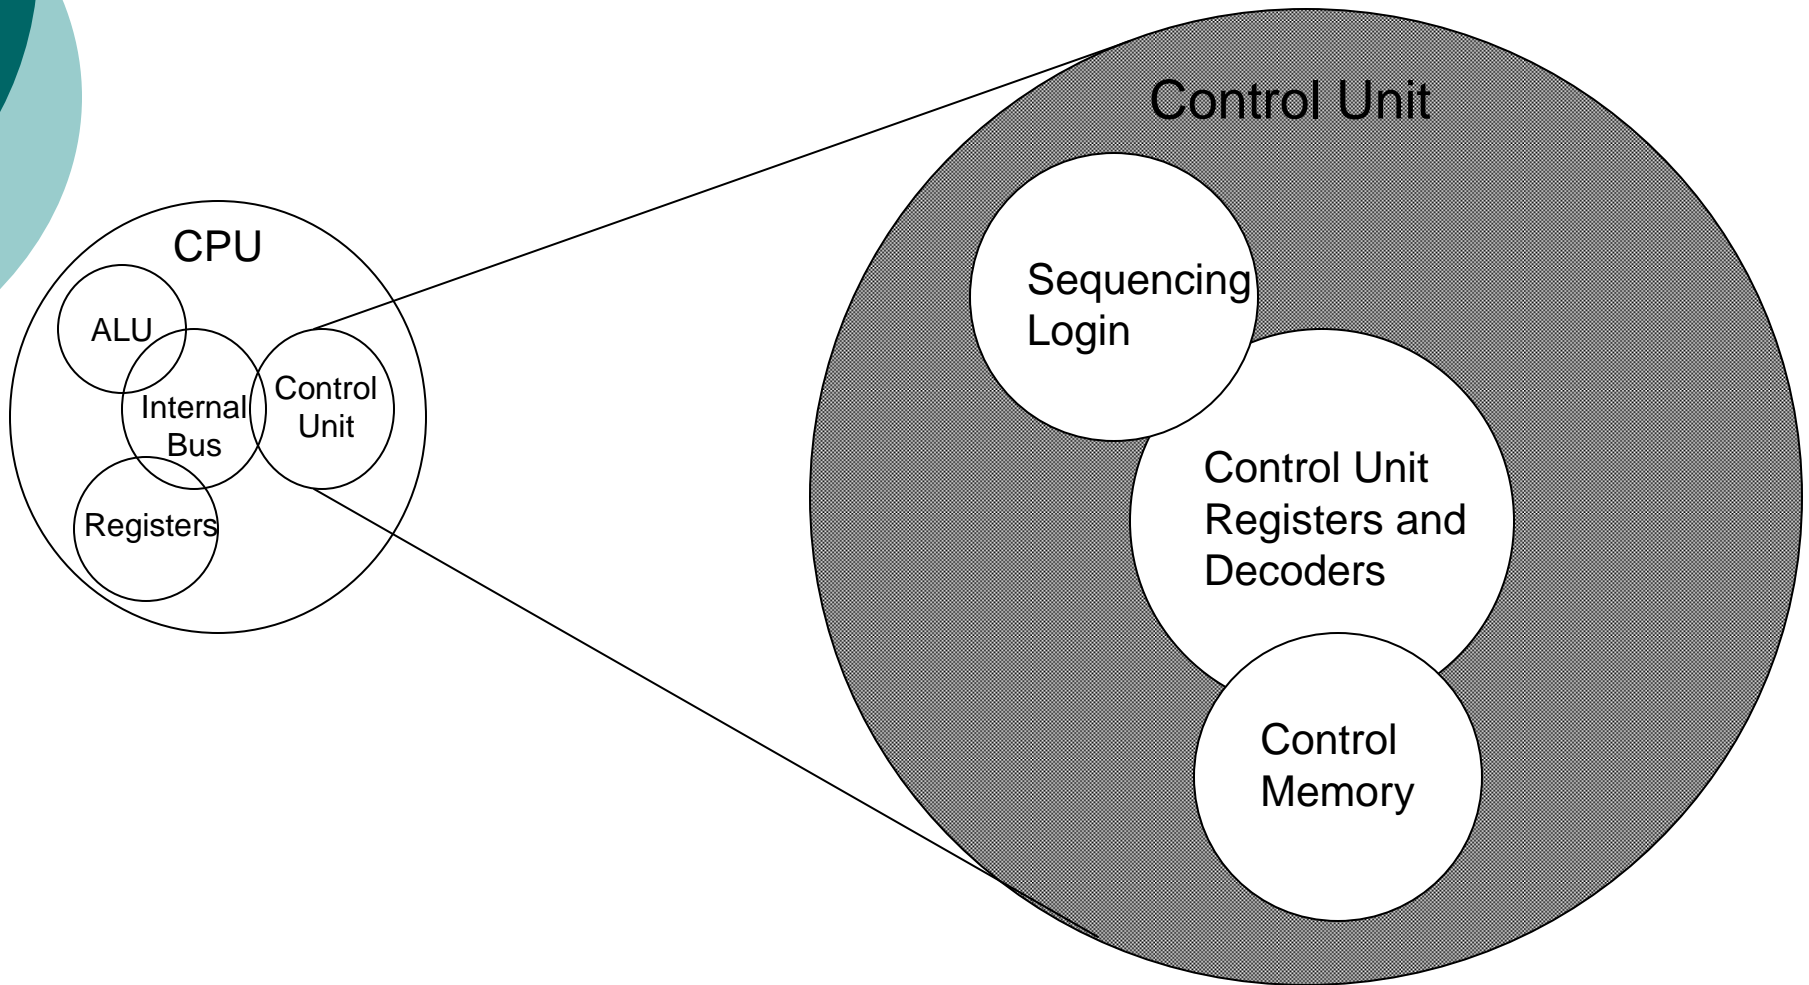 Control Unit
CPU
Sequencing
Login
ALU
Internal
Bus
Control
Unit
Registers
Control Unit
Registers and
Decoders
Control
Memory